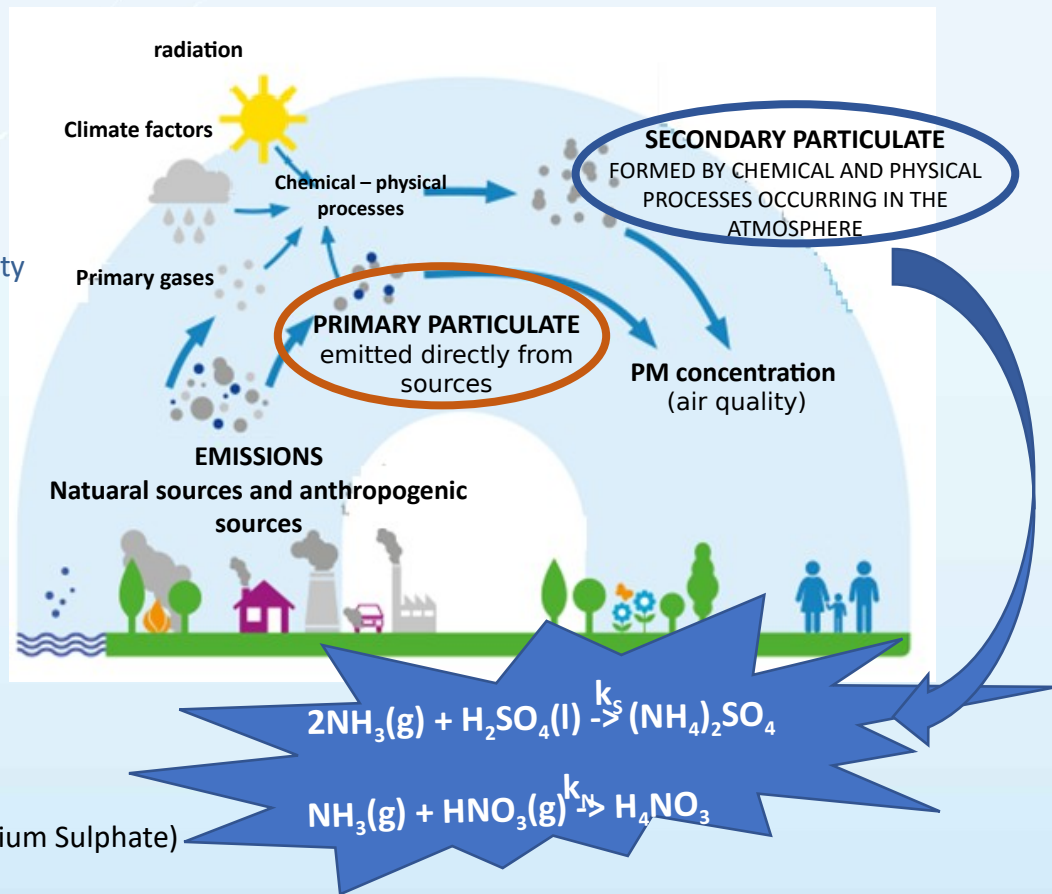 radiation
Climate factors
SECONDARY PARTICULATE
FORMED BY CHEMICAL AND PHYSICAL
PROCESSES OCCURRING IN THE
ATMOSPHERE
Chemical – physical
processes
ty
Primary gases
PRIMARY PARTICULATE
emitted directly from
sources
PM concentration
(air quality)
EMISSIONS
Natuaral sources and anthropogenic
sources
2NH₃(g) + H₂SO₄(l) -> (NH₄)₂SO₄
kₛ
NH₃(g) + HNO₃(g) -> H₄NO₃
k_N
ium Sulphate)